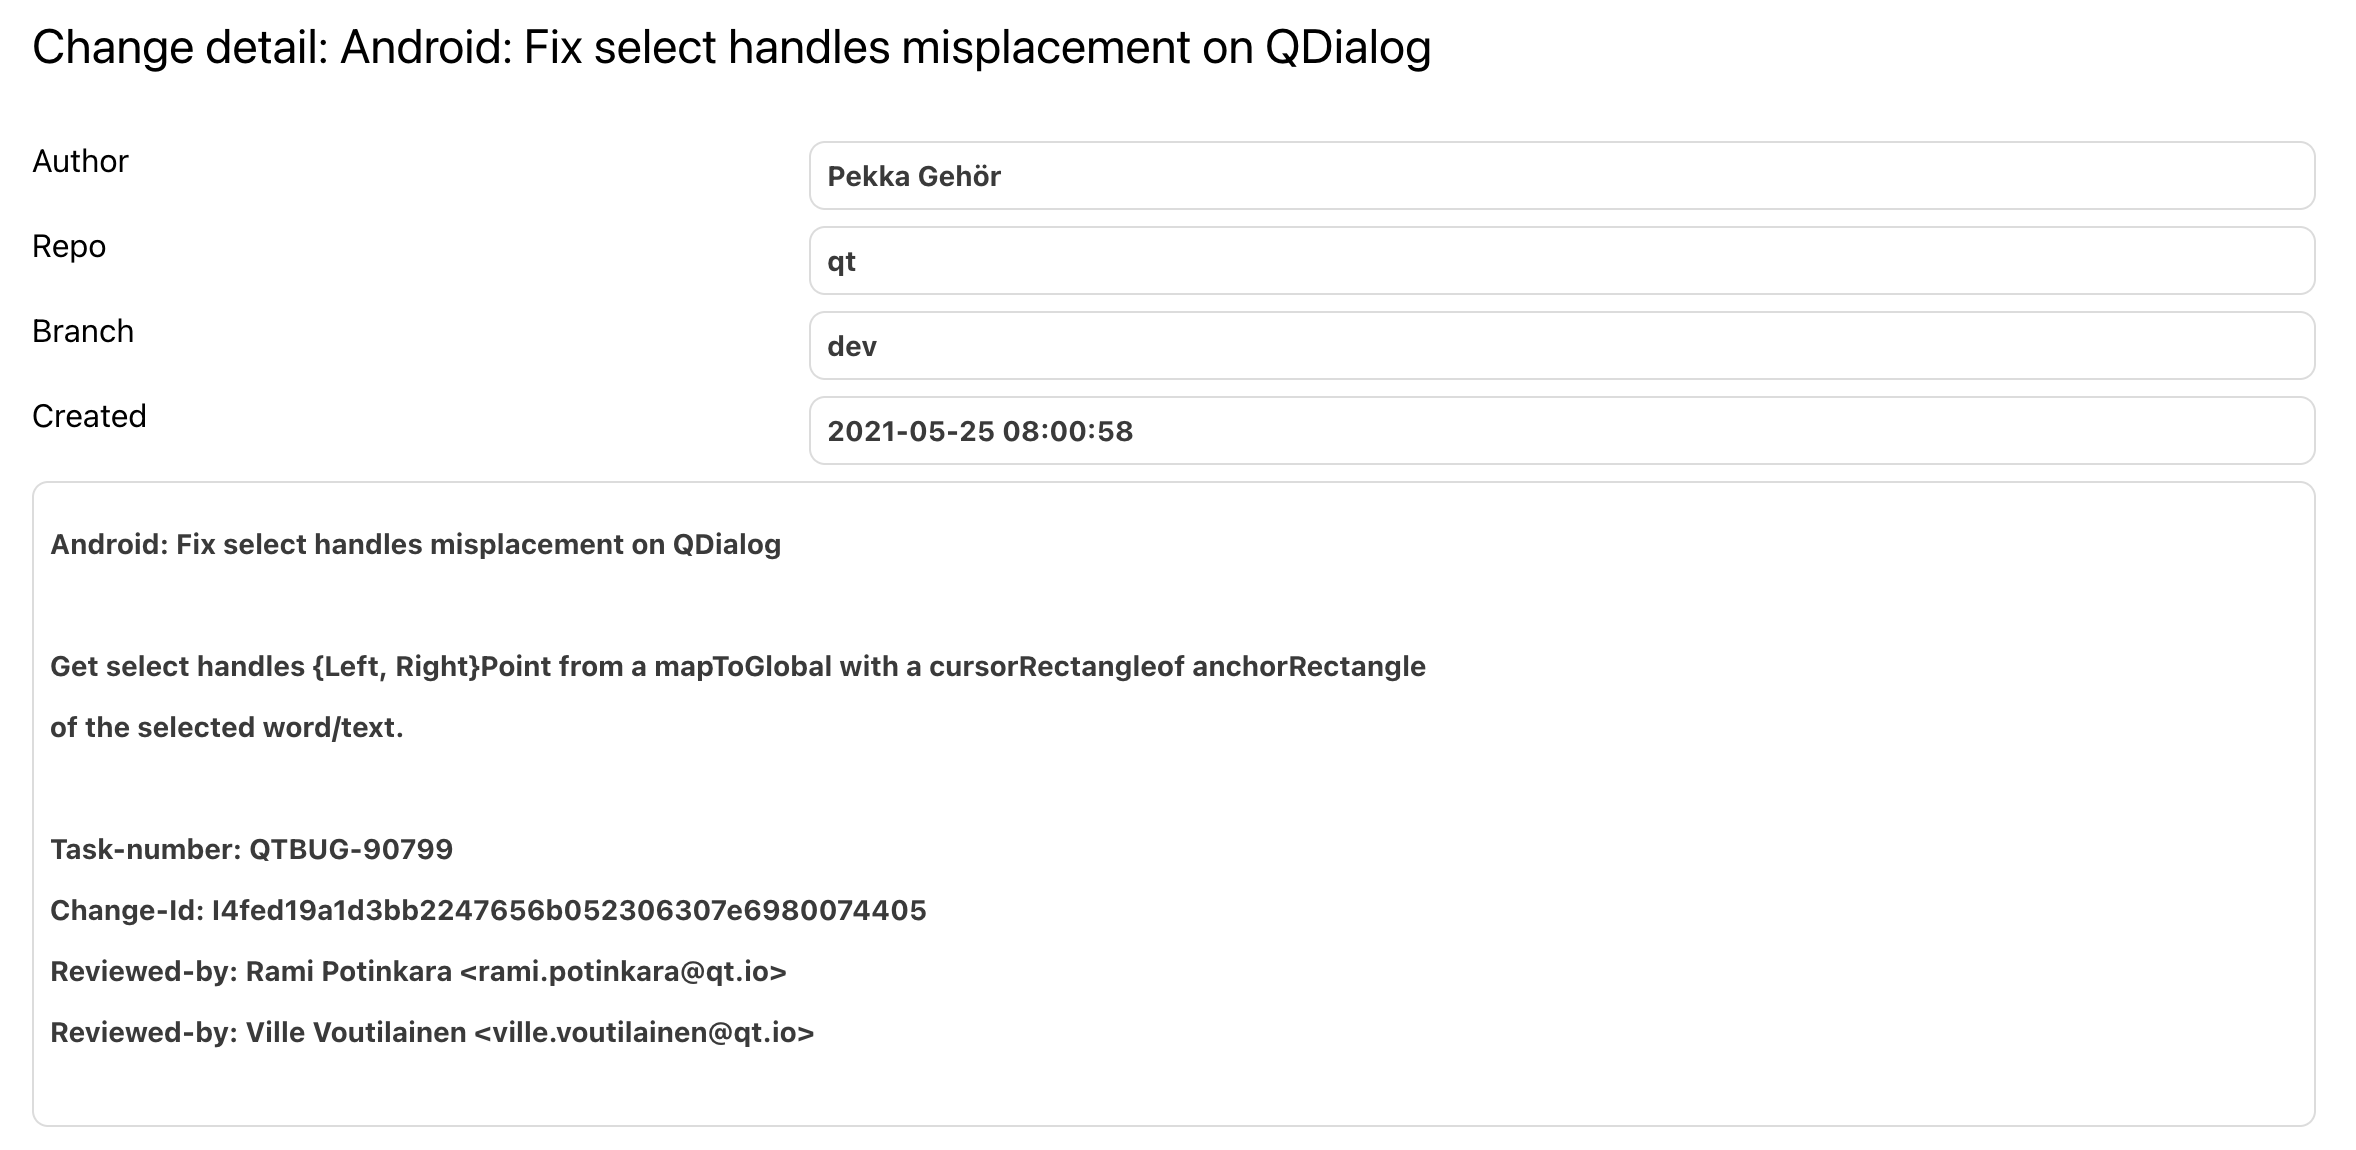 Change detail: Android: Fix select handles misplacement on QDialog
Author
Pekka Gehör
Repo
qt
Branch
dev
Created
2021-05-25 08:00:58
Android: Fix select handles misplacement on QDialog
Get select handles {Left, Right}Point from a mapToGlobal with a cursorRectangleof anchorRectangle
of the selected word/text.
Task-number: QTBUG-90799
Change-Id: I4fed19a1d3bb2247656b052306307e6980074405
Reviewed-by: Rami Potinkara <rami.potinkara@qt.io>
Reviewed-by: Ville Voutilainen <ville.voutilainen@qt.io>